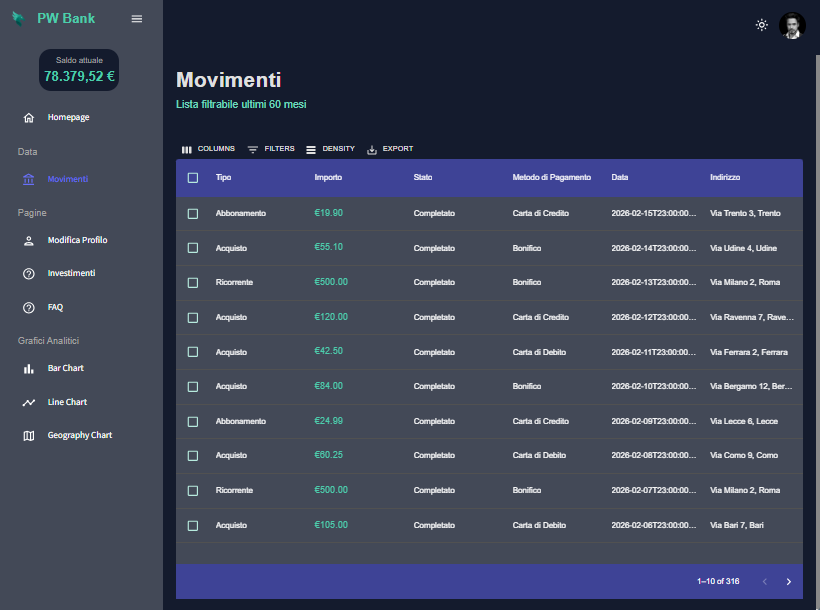 PW Bank
Saldo attuale
78.379,52 €
Homepage
Data
Movimenti
Pagine
Modifica Profilo
Investimenti
FAQ
Grafici Analitici
Bar Chart
Line Chart
Geography Chart
Movimenti
Lista filtrabile ultimi 60 mesi
COLUMNS FILTERS DENSITY EXPORT
Tipo Importo Stato Metodo di Pagamento Data Indirizzo
Abbonamento €19.90 Completato Carta di Credito 2026-02-15T23:00:00... Via Trento 3, Trento
Acquisto €55.10 Completato Bonifico 2026-02-14T23:00:00... Via Udine 4, Udine
Ricorrente €500.00 Completato Bonifico 2026-02-13T23:00:00... Via Milano 2, Roma
Acquisto €120.00 Completato Carta di Credito 2026-02-12T23:00:00... Via Ravenna 7, Rave...
Acquisto €42.50 Completato Carta di Debito 2026-02-11T23:00:00... Via Ferrara 2, Ferrara
Acquisto €84.00 Completato Bonifico 2026-02-10T23:00:00... Via Bergamo 12, Ber...
Abbonamento €24.99 Completato Carta di Credito 2026-02-09T23:00:00... Via Lecce 6, Lecce
Acquisto €60.25 Completato Carta di Debito 2026-02-08T23:00:00... Via Como 9, Como
Ricorrente €500.00 Completato Bonifico 2026-02-07T23:00:00... Via Milano 2, Roma
Acquisto €105.00 Completato Carta di Debito 2026-02-06T23:00:00... Via Bari 7, Bari
1–10 of 316